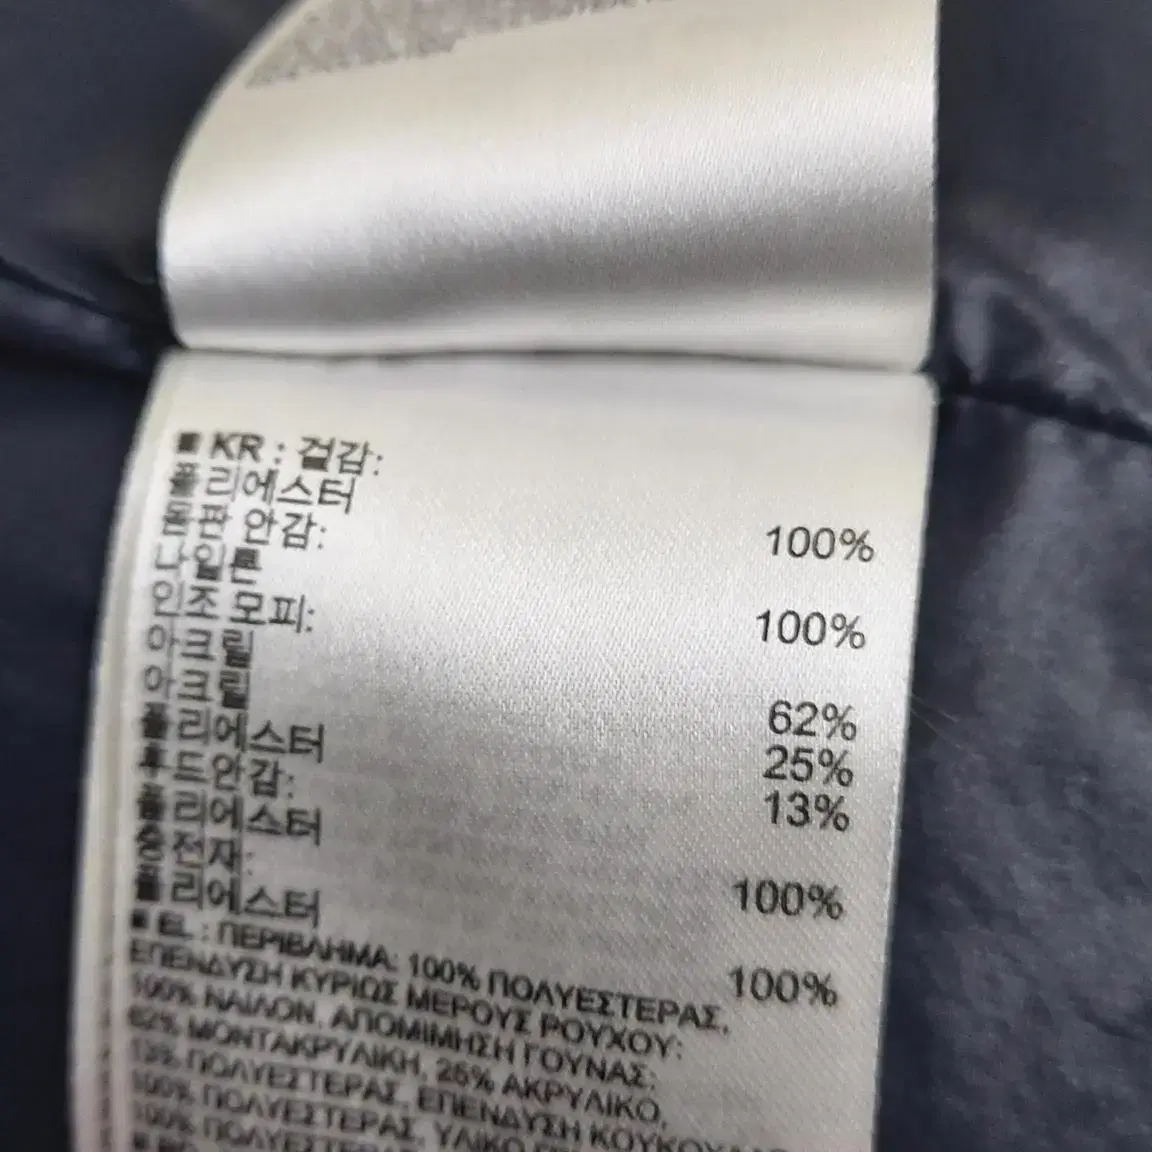 KR : 겉감:
폴리에스터 100%
몸판 안감:
나일론 100%
인조 모피:
아크릴 62%
아크릴 25%
폴리에스터 13%
후드안감:
폴리에스터 100%
충전재:
폴리에스터 100%
EL : ΠΕΡΙΒΛΗΜΑ: 100% ΠΟΛΥΕΣΤΕΡΑΣ,
ΕΠΕΝΔΥΣΗ ΚΥΡΙΩΣ ΜΕΡΟΥΣ ΡΟΥΧΟΥ:
100% ΝΑΙΛΟΝ, ΑΠΟΜΙΜΗΣΗ ΓΟΥΝΑΣ:
62% ΜΟΝΤΑΚΡΥΛΙΚΗ, 25% ΑΚΡΥΛΙΚΟ,
13% ΠΟΛΥΕΣΤΕΡΑΣ, ΕΠΕΝΔΥΣΗ
100% ΠΟΛΥΕΣΤΕΡΑΣ, ΥΛΙΚΟ
100% ΠΟΛΥΕΣΤΕΡΑΣ